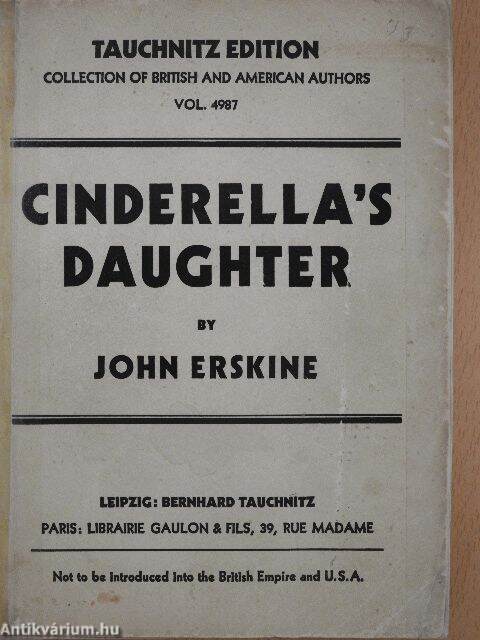 TAUCHNITZ EDITION
COLLECTION OF BRITISH AND AMERICAN AUTHORS
VOL. 4987
CINDERELLA'S
DAUGHTER
BY
JOHN ERSKINE
LEIPZIG: BERNHARD TAUCHNITZ
PARIS: LIBRAIRIE GAULON & FILS, 39, RUE MADAME
Not to be introduced into the British Empire and U.S.A.
Antikvárium.hu